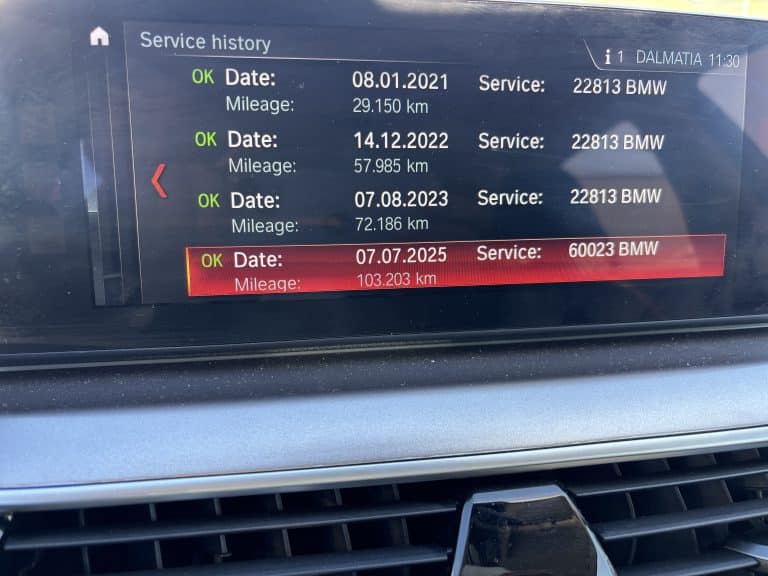 Service history
i 1 DALMATIA 11:30
OK Date: 08.01.2021 Service: 22813 BMW
Mileage: 29.150 km
OK Date: 14.12.2022 Service: 22813 BMW
Mileage: 57.985 km
OK Date: 07.08.2023 Service: 22813 BMW
Mileage: 72.186 km
OK Date: 07.07.2025 Service: 60023 BMW
Mileage: 103.203 km